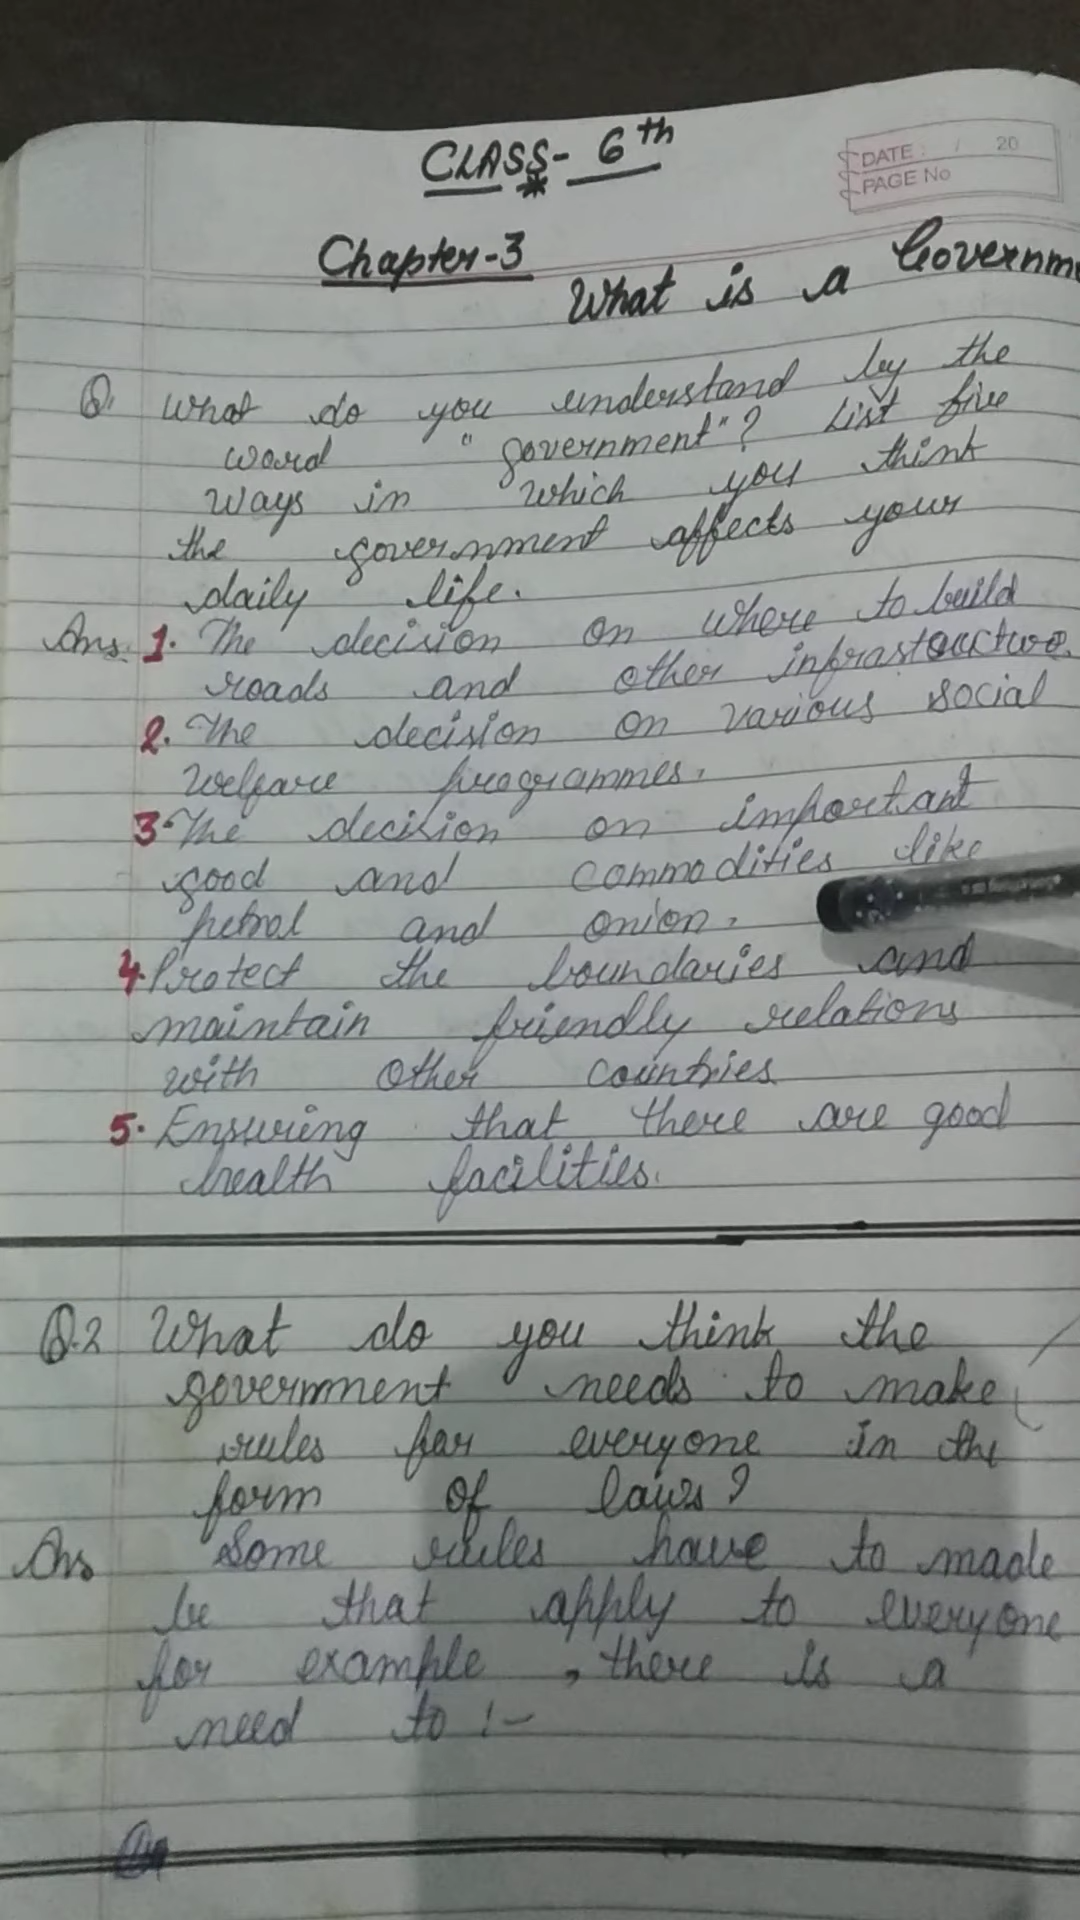 CLASS- 6th
DATE: / 20
PAGE No
Chapter-3
What is a Governm
Q. What do you understand by the
word "government"? List five
ways in which you think
the government affects your
daily life.
Ans. 1. The decision on where to build
roads and other infrastructure.
2. The decision on various social
welfare programmes.
3. The decision on important
good and commodities like
petrol and onion.
4. Protect the boundaries and
maintain friendly relations
with other countries
5. Ensuring that there are good
health facilities.
Q.2 What do you think the
government needs to make
rules for everyone in the
form of laws?
Ans Some rules have to made
be that apply to everyone
for example, there is a
need to :-